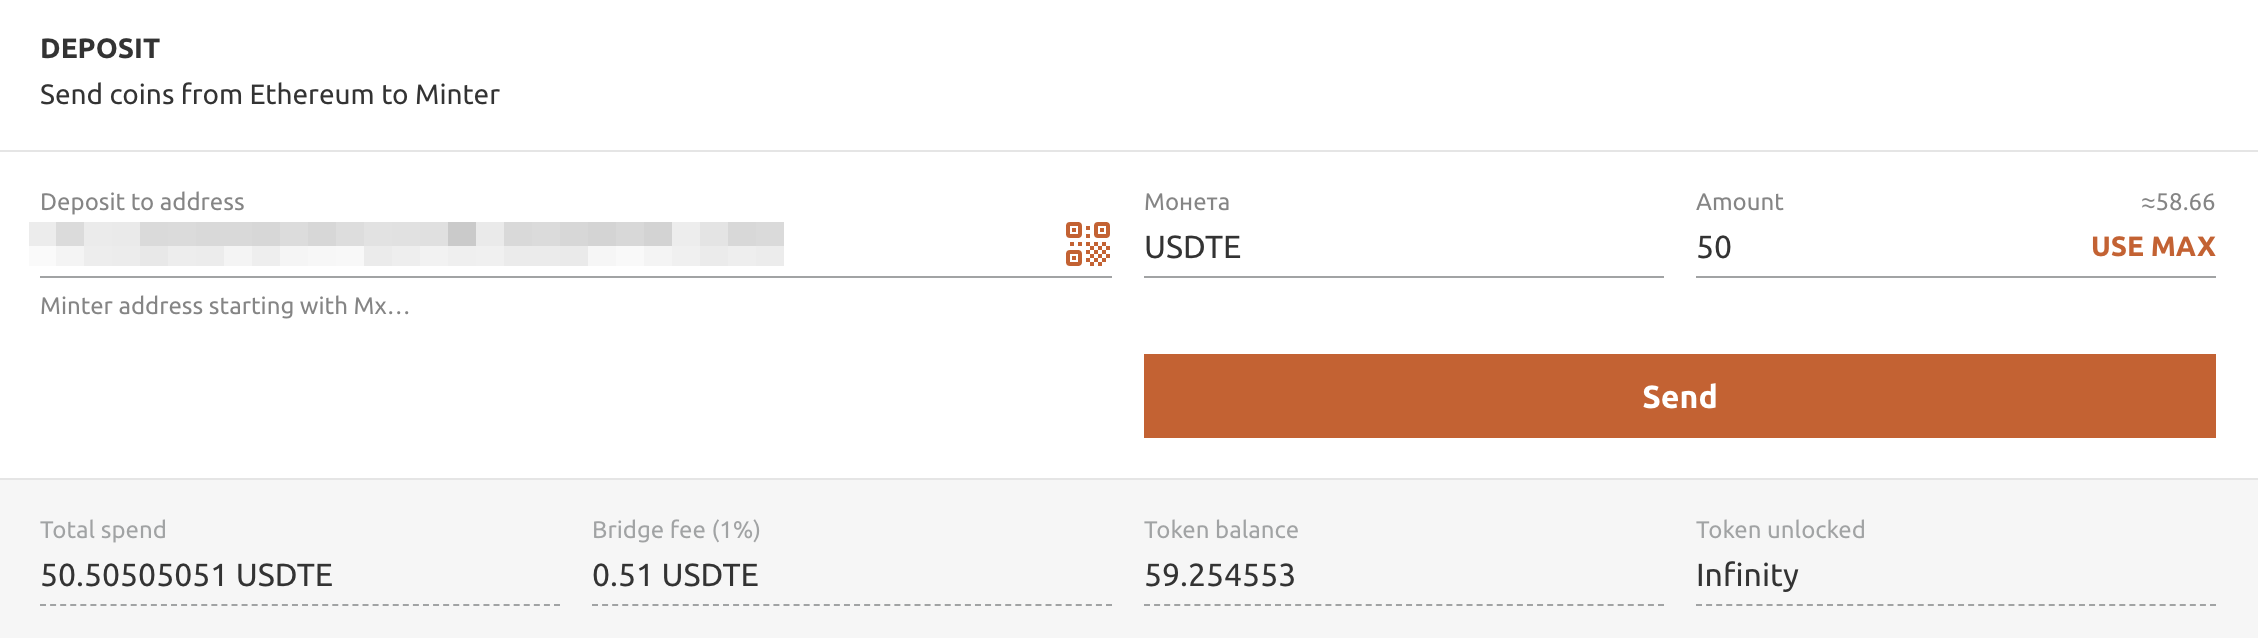 DEPOSIT
Send coins from Ethereum to Minter
Deposit to address
Minter address starting with Mx…
Монета
USDTE
Amount
≈58.66
50
USE MAX
Send
Total spend
50.50505051 USDTE
Bridge fee (1%)
0.51 USDTE
Token balance
59.254553
Token unlocked
Infinity